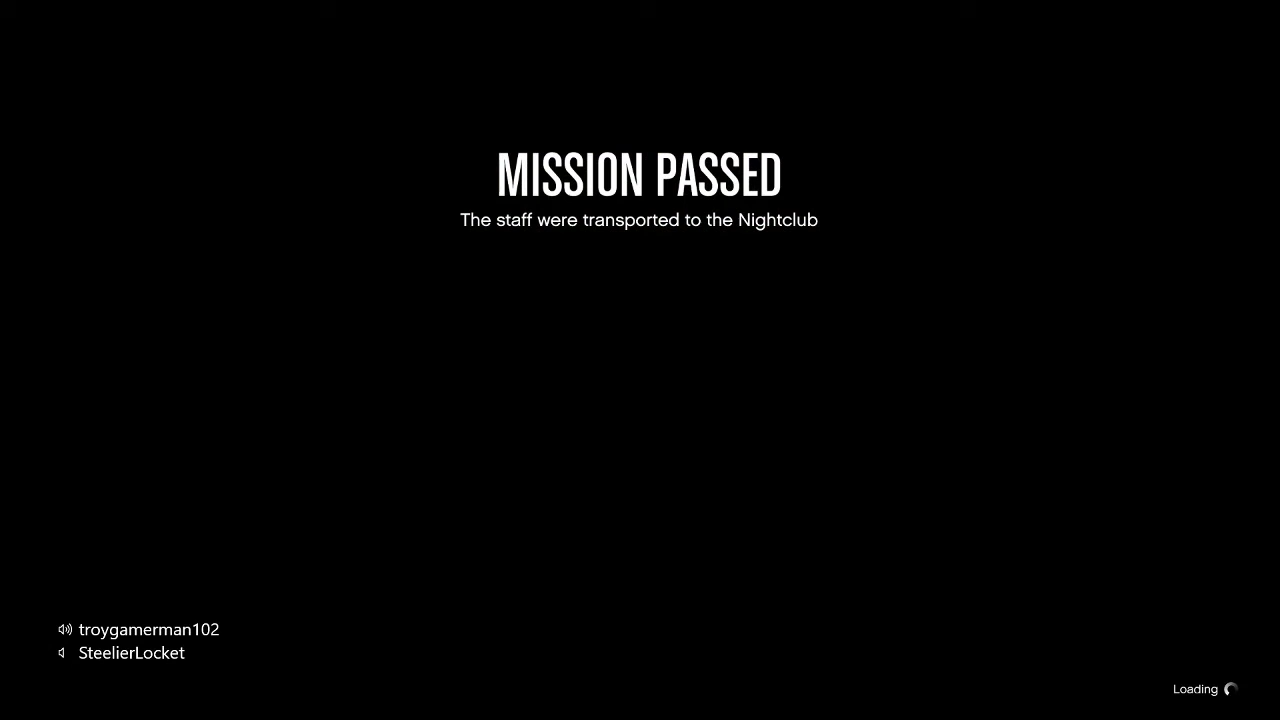 MISSION PASSED
The staff were transported to the Nightclub
troygamerman102
SteelierLocket
Loading